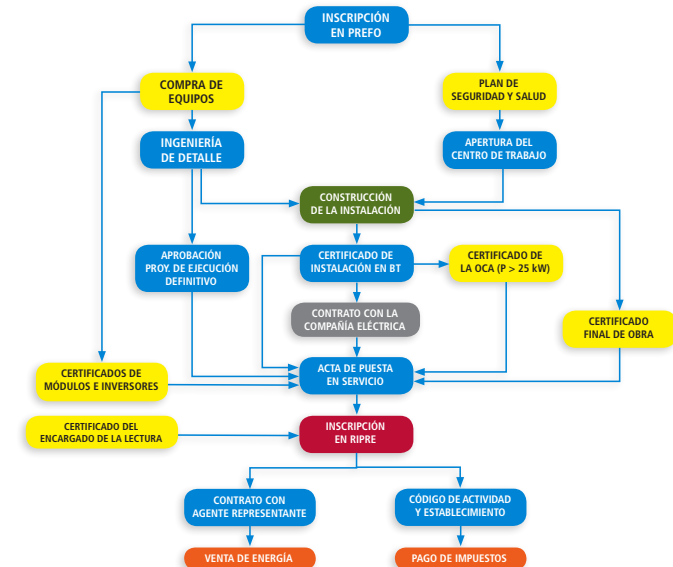 INSCRIPCIÓN
EN PREFO
COMPRA DE
EQUIPOS
PLAN DE
SEGURIDAD Y SALUD
INGENIERÍA
DE DETALLE
APERTURA DEL
CENTRO DE TRABAJO
CONSTRUCCIÓN
DE LA INSTALACIÓN
APROBACIÓN
PROY. DE EJECUCIÓN
DEFINITIVO
CERTIFICADO DE
INSTALACIÓN EN BT
CERTIFICADO DE
LA OCA (P > 25 kW)
CONTRATO CON LA
COMPAÑÍA ELÉCTRICA
CERTIFICADO
FINAL DE OBRA
CERTIFICADOS DE
MÓDULOS E INVERSORES
ACTA DE PUESTA
EN SERVICIO
CERTIFICADO DEL
ENCARGADO DE LA LECTURA
INSCRIPCIÓN
EN RIPRE
CONTRATO CON
AGENTE REPRESENTANTE
CÓDIGO DE ACTIVIDAD
Y ESTABLECIMIENTO
VENTA DE ENERGÍA
PAGO DE IMPUESTOS